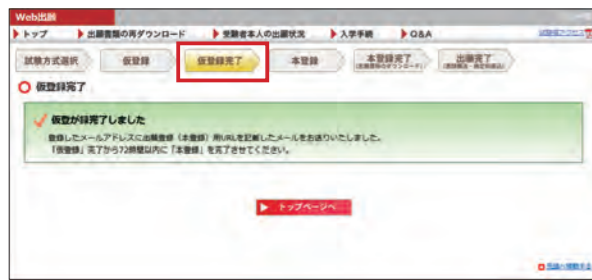 Web出願
トップ 出願書類の再ダウンロード 受験者本人の出願状況 入学手続 Q&A
試験方式選択 仮登録 仮登録完了 本登録 本登録完了 出願完了
仮登録完了
仮登が録完了しました
登録したメールアドレスに出願登録(本登録)用URLを記載したメールをお送りいたしました。
「仮登録」完了から72時間以内に「本登録」を完了させてください。
トップページへ